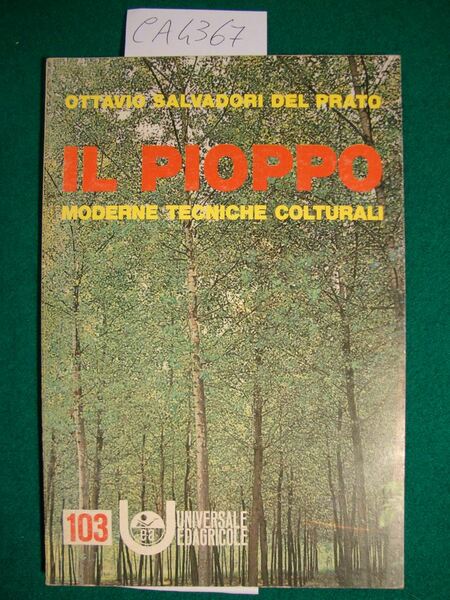 CA4367
OTTAVIO SALVADORI DEL PRATO
IL PIOPPO
MODERNE TECNICHE COLTURALI
103
ea
UNIVERSALE
EDAGRICOLE